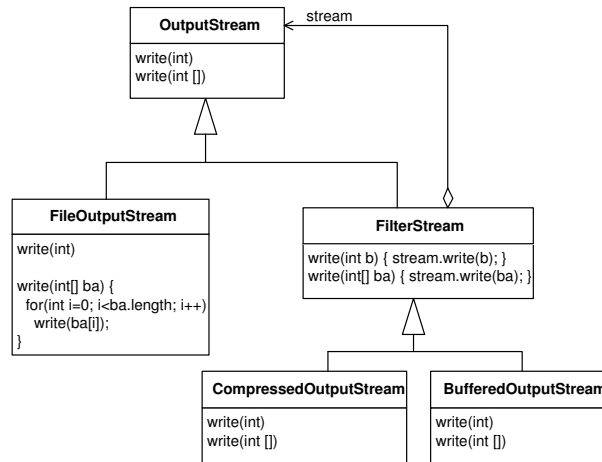 OutputStream
stream
write(int)
write(int [])
FileOutputStream
write(int)
write(int[] ba) {
for(int i=0; i<ba.length; i++)
write(ba[i]);
}
FilterStream
write(int b) { stream.write(b); }
write(int[] ba) { stream.write(ba); }
CompressedOutputStream
write(int)
write(int [])
BufferedOutputStream
write(int)
write(int [])